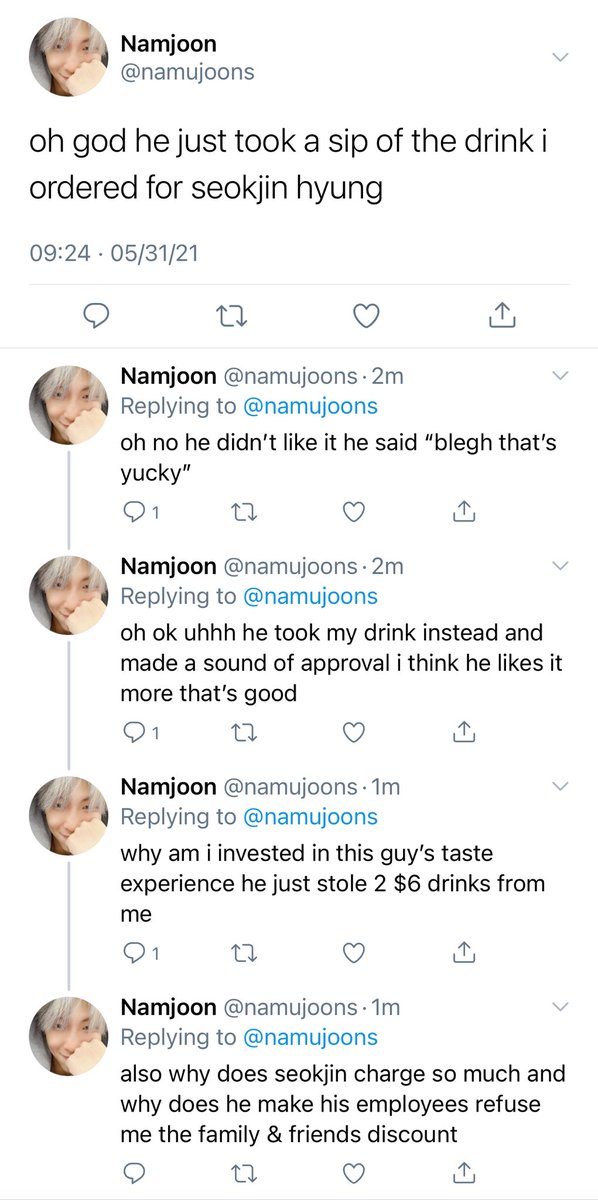 Namjoon
@namujoons
oh god he just took a sip of the drink i
ordered for seokjin hyung
09:24 · 05/31/21
Namjoon @namujoons · 2m
Replying to @namujoons
oh no he didn’t like it he said “blegh that’s
yucky”
1
Namjoon @namujoons · 2m
Replying to @namujoons
oh ok uhhh he took my drink instead and
made a sound of approval i think he likes it
more that’s good
1
Namjoon @namujoons · 1m
Replying to @namujoons
why am i invested in this guy’s taste
experience he just stole 2 $6 drinks from
me
1
Namjoon @namujoons · 1m
Replying to @namujoons
also why does seokjin charge so much and
why does he make his employees refuse
me the family & friends discount